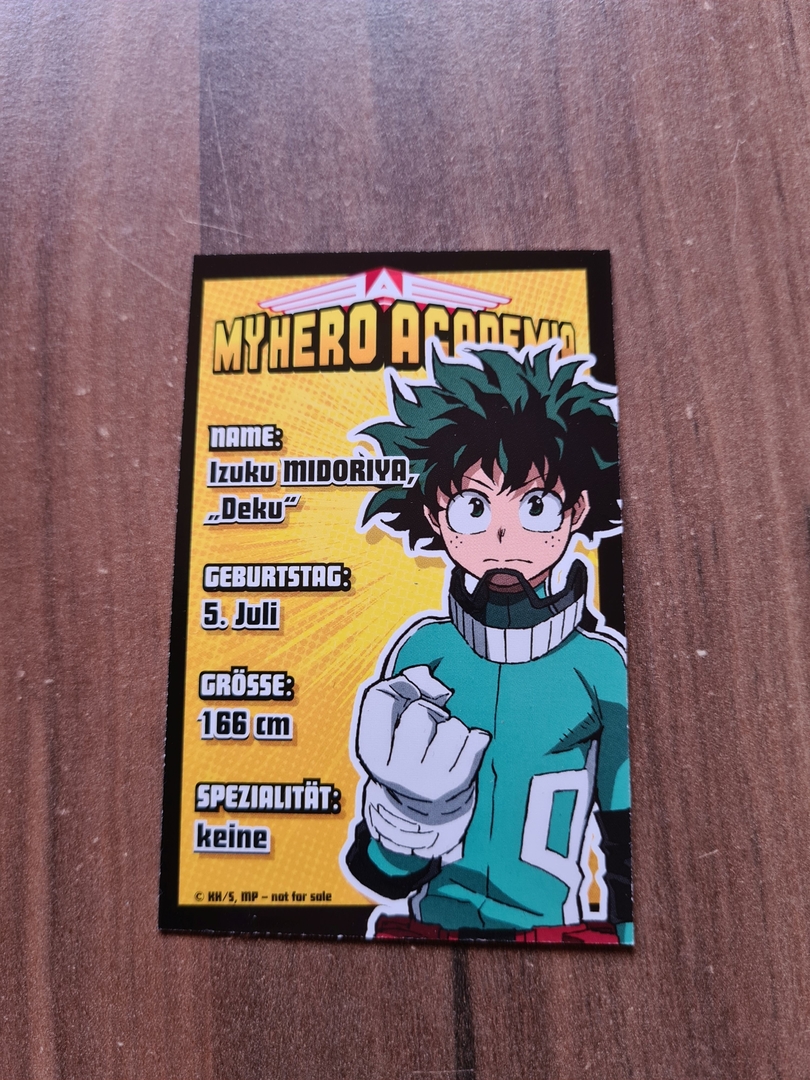 MY HERO ACADEMIA
NAME:
Izuku MIDORIYA,
„Deku“
GEBURTSTAG:
5. Juli
GRÖSSE:
166 cm
SPEZIALITÄT:
keine
© KH/S, MP – not for sale